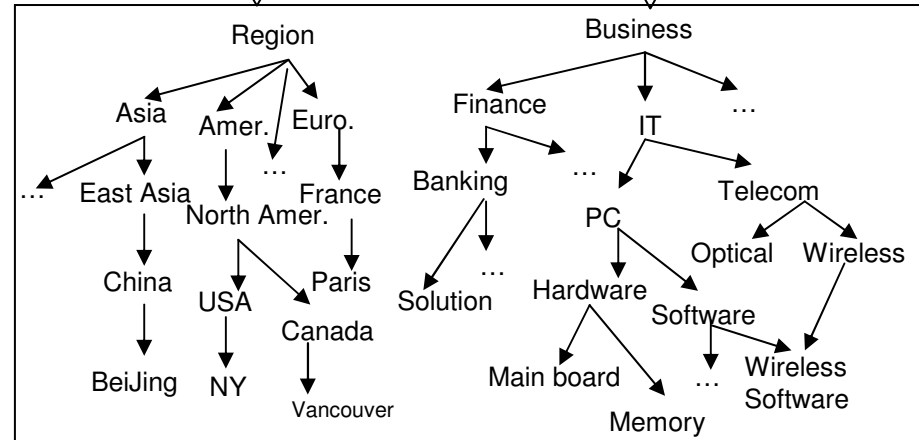 Region
Business
Asia
Amer.
Euro.
...
Finance
IT
...
...
East Asia
North Amer.
France
Banking
...
PC
Telecom
China
USA
Canada
Paris
Solution
...
Hardware
Software
Optical
Wireless
BeiJing
NY
Vancouver
Main board
Memory
...
Wireless
Software